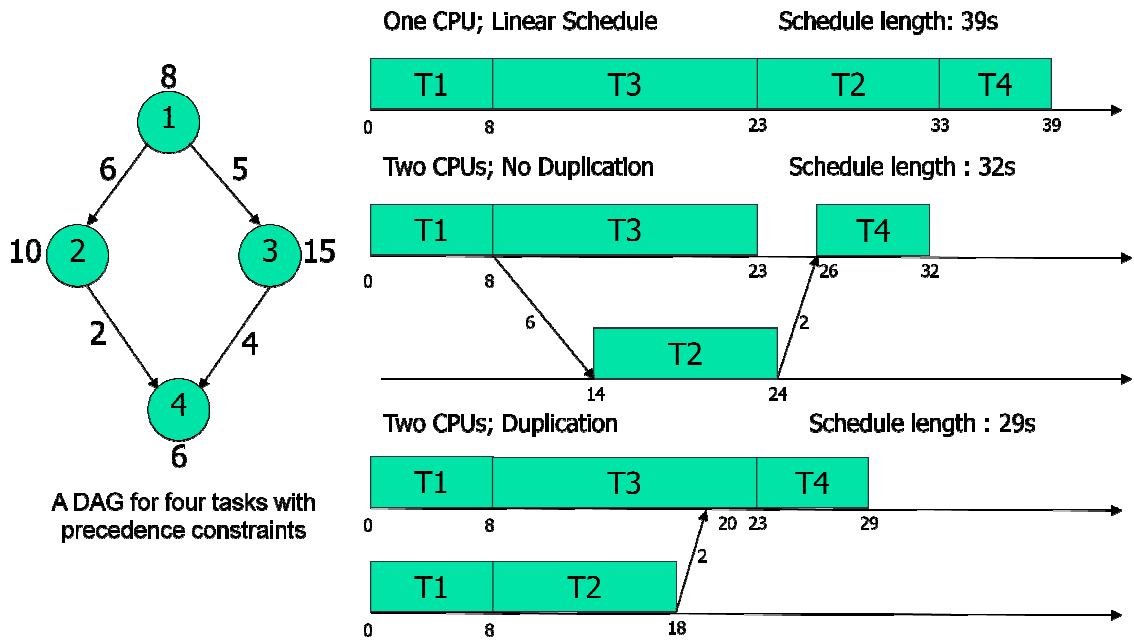 8
1
6
5
10
2
3
15
2
4
4
6
A DAG for four tasks with
precedence constraints
One CPU; Linear Schedule
Schedule length: 39s
T1
T3
T2
T4
0
8
23
33
39
Two CPUs; No Duplication
Schedule length : 32s
T1
T3
T4
0
8
23
26
32
6
2
T2
14
24
Two CPUs; Duplication
Schedule length : 29s
T1
T3
T4
0
8
20
23
29
2
T1
T2
0
8
18